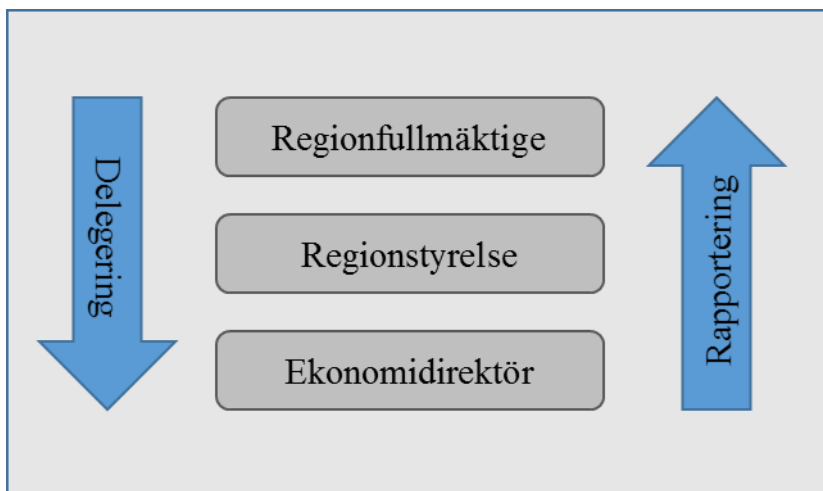 Delegering
Regionfullmäktige
Regionstyrelse
Ekonomidirektör
Rapportering